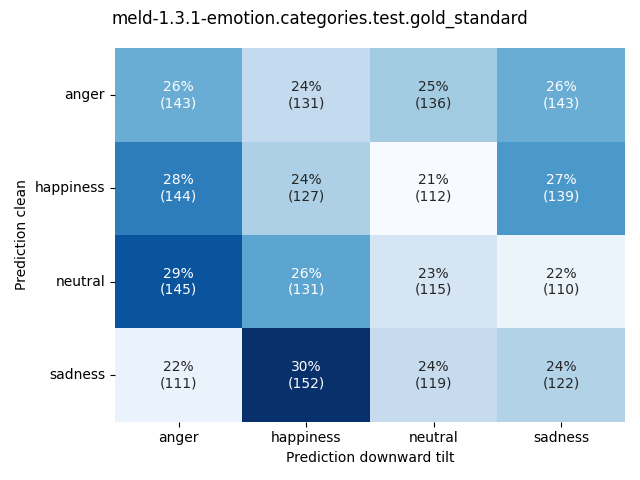 meld-1.3.1-emotion.categories.test.gold_standard
Prediction clean
anger
26%
(143)
24%
(131)
25%
(136)
26%
(143)
happiness
28%
(144)
24%
(127)
21%
(112)
27%
(139)
neutral
29%
(145)
26%
(131)
23%
(115)
22%
(110)
sadness
22%
(111)
30%
(152)
24%
(119)
24%
(122)
anger
happiness
neutral
sadness
Prediction downward tilt